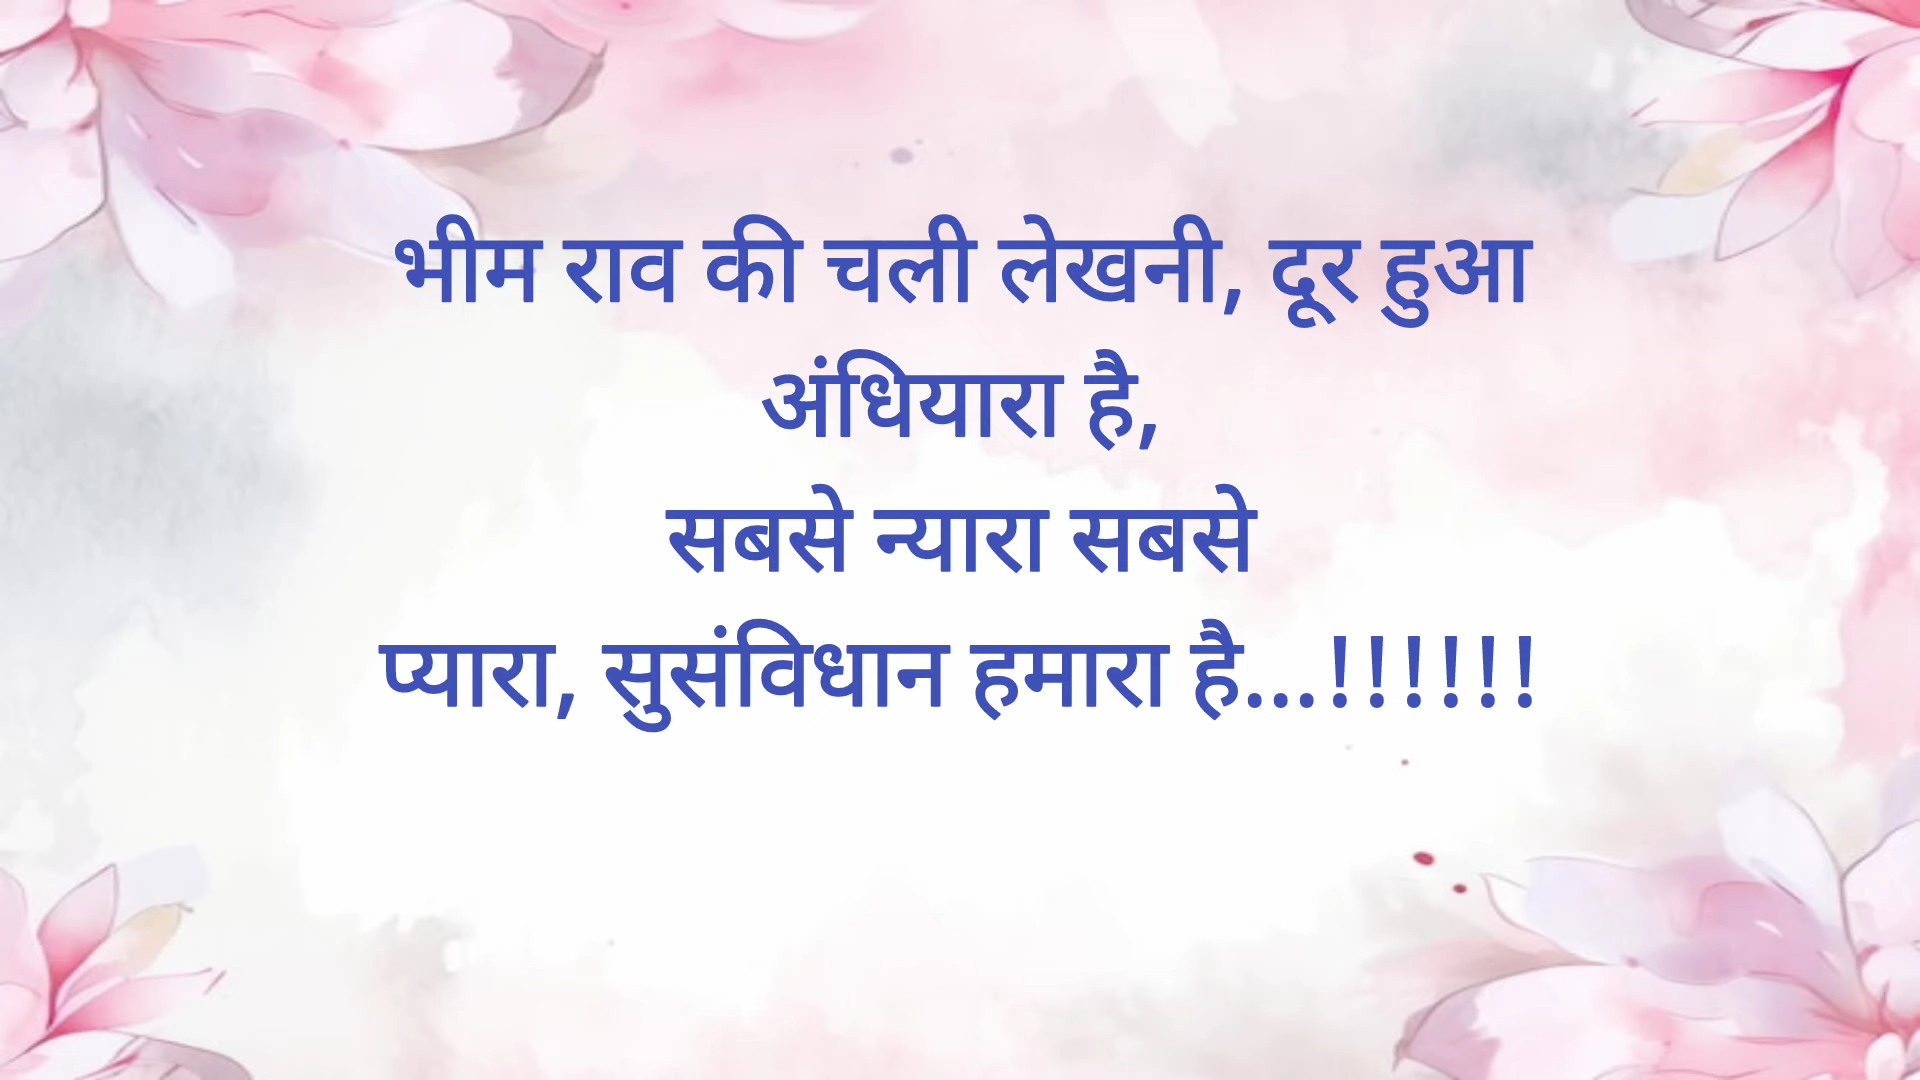 भीम राव की चली लेखनी, दूर हुआ
अंधियारा है,
सबसे न्यारा सबसे
प्यारा, सुसंविधान हमारा है...!!!!!!